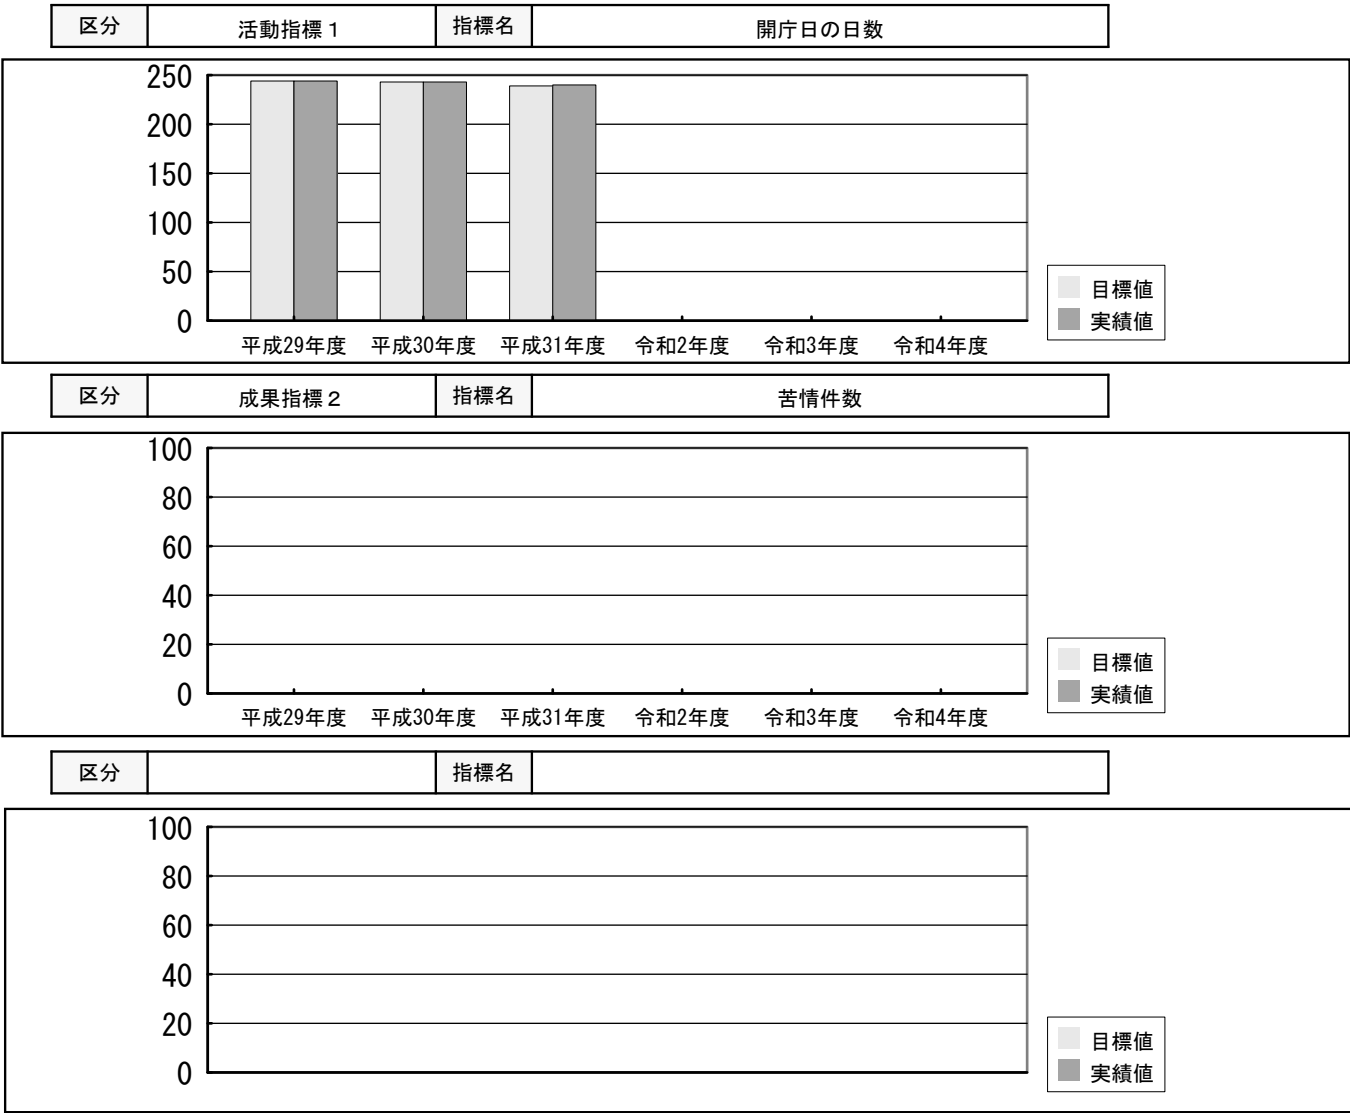 区分 活動指標１ 指標名 開庁日の日数
250
200
150
100
50
0
平成29年度 平成30年度 平成31年度 令和2年度 令和3年度 令和4年度
目標値
実績値
区分 成果指標２ 指標名 苦情件数
100
80
60
40
20
0
平成29年度 平成30年度 平成31年度 令和2年度 令和3年度 令和4年度
目標値
実績値
区分 指標名
100
80
60
40
20
0
目標値
実績値